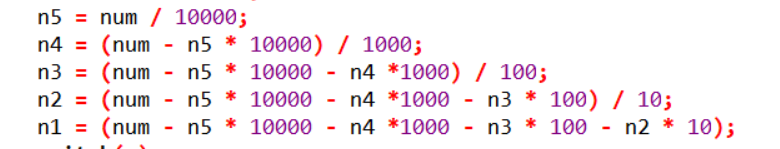 n5 = num / 10000;
n4 = (num - n5 * 10000) / 1000;
n3 = (num - n5 * 10000 - n4 *1000) / 100;
n2 = (num - n5 * 10000 - n4 *1000 - n3 * 100) / 10;
n1 = (num - n5 * 10000 - n4 *1000 - n3 * 100 - n2 * 10);